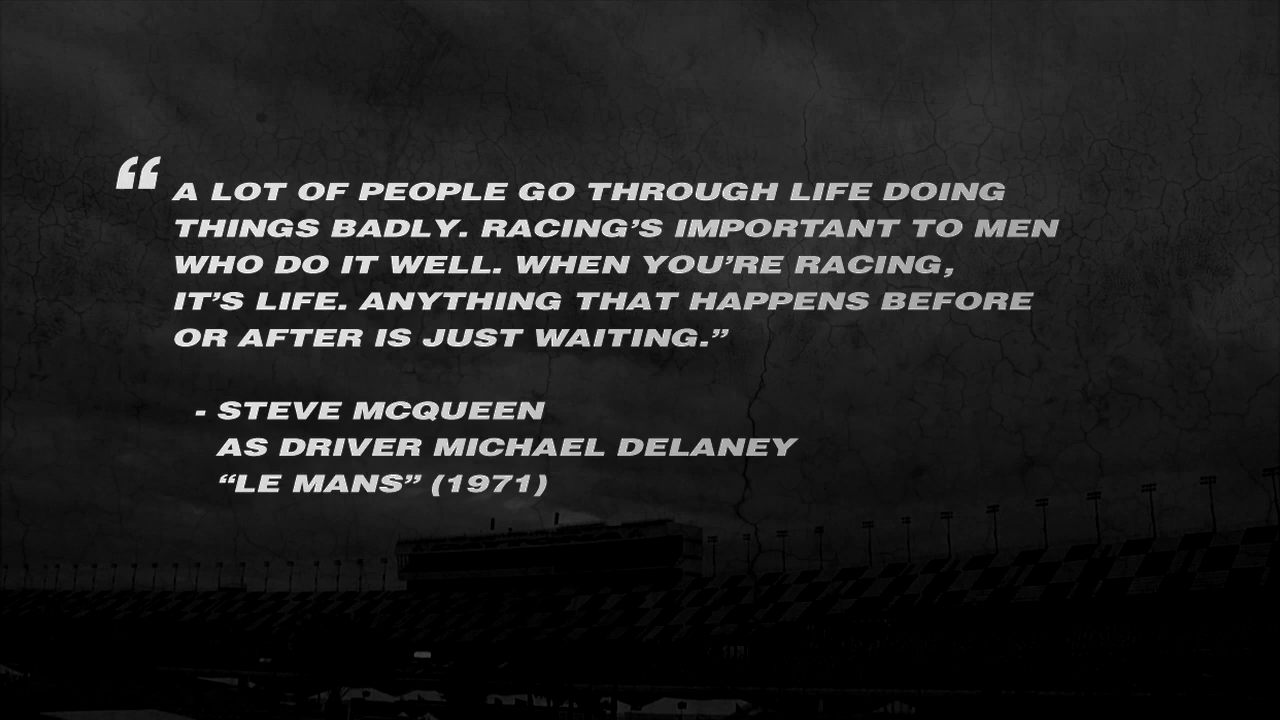 “A LOT OF PEOPLE GO THROUGH LIFE DOING
THINGS BADLY. RACING’S IMPORTANT TO MEN
WHO DO IT WELL. WHEN YOU’RE RACING,
IT’S LIFE. ANYTHING THAT HAPPENS BEFORE
OR AFTER IS JUST WAITING.”
- STEVE MCQUEEN
AS DRIVER MICHAEL DELANEY
“LE MANS” (1971)